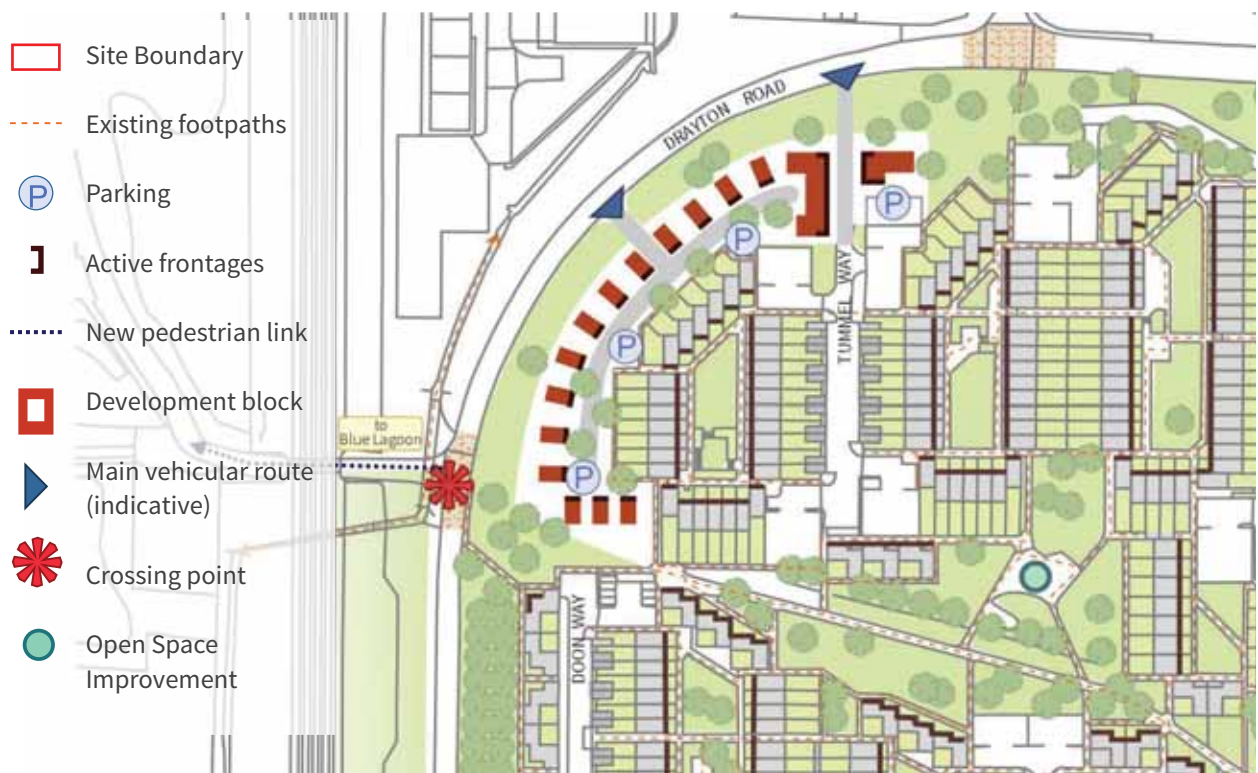 Site Boundary
Existing footpaths
P
Parking
Active frontages
New pedestrian link
Development block
Main vehicular route
(indicative)
Crossing point
Open Space
Improvement
DRAYTON ROAD
P
P
P
P
TUMMEL WAY
to
Blue Lagoon
DOON WAY